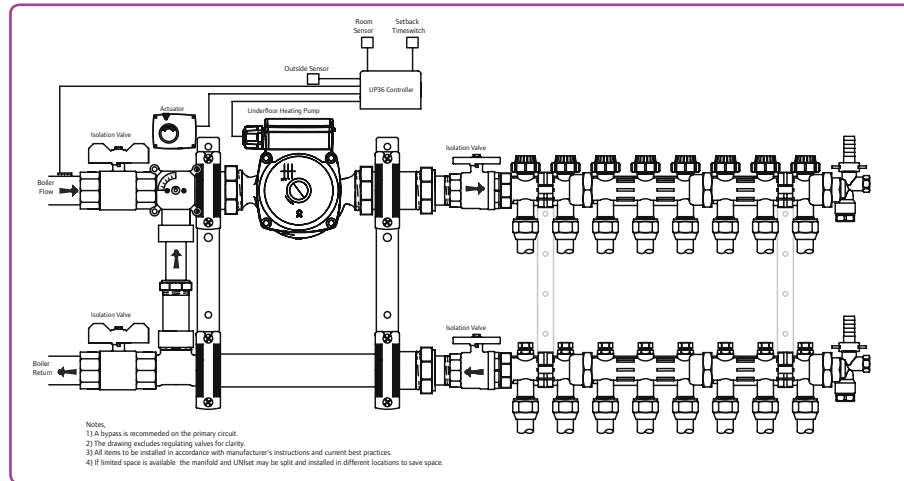 Room
Sensor
Setback
Timeswitch
Outside Sensor
UP36 Controller
Actuator
Underfloor Heating Pump
Isolation Valve
Isolation Valve
Boiler
Flow
Isolation Valve
Isolation Valve
Boiler
Return
Notes,
1) A bypass is recommeded on the primary circuit.
2) The drawing excludes regulating valves for clarity.
3) All items to be installed in accordance with manufacturer's instructions and current best practices.
4) If limited space is available the manifold and UNIset may be split and installed in different locations to save space.